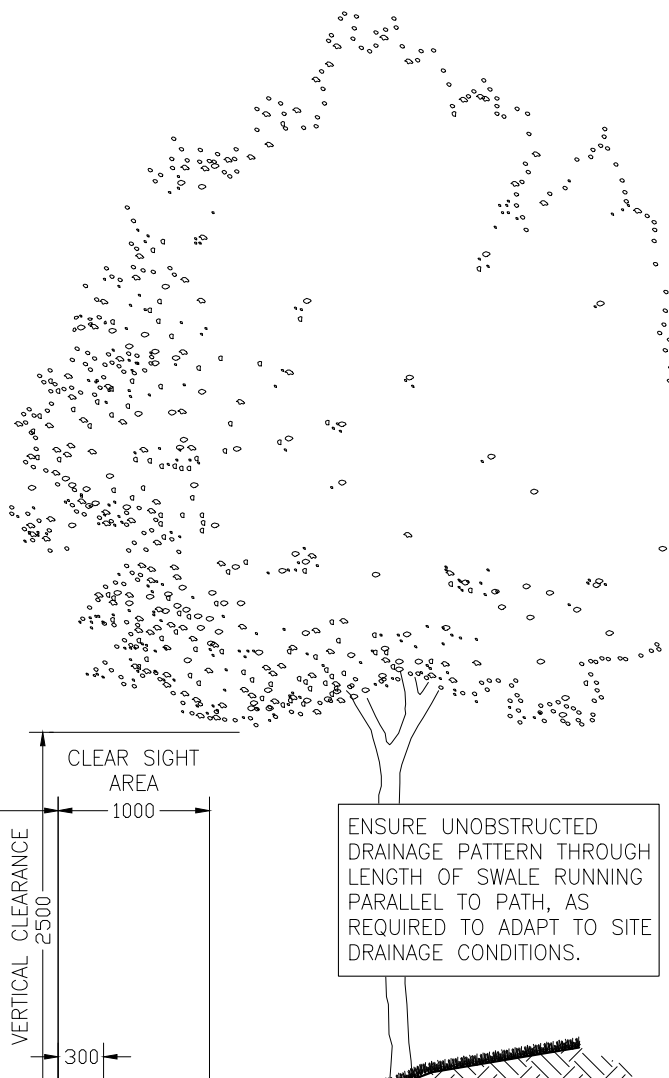 CLEAR SIGHT
AREA
1000
VERTICAL CLEARANCE
2500
300
ENSURE UNOBSTRUCTED
DRAINAGE PATTERN THROUGH
LENGTH OF SWALE RUNNING
PARALLEL TO PATH, AS
REQUIRED TO ADAPT TO SITE
DRAINAGE CONDITIONS.